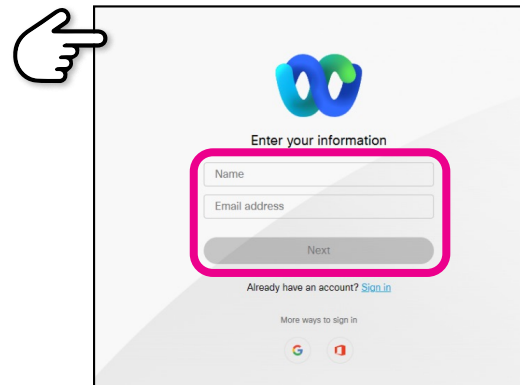 Enter your information
Name
Email address
Next
Already have an account? Sign in
More ways to sign in